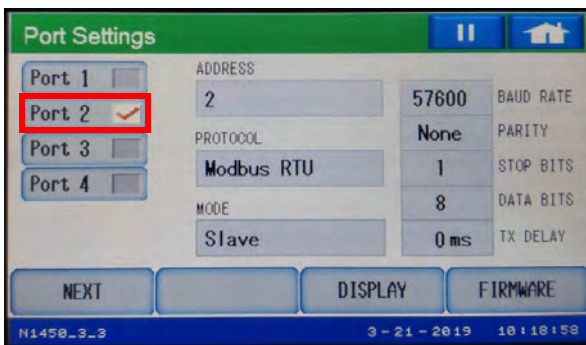 Port Settings
Port 1
Port 2
Port 3
Port 4
ADDRESS
2
PROTOCOL
Modbus RTU
MODE
Slave
57600 BAUD RATE
None PARITY
1 STOP BITS
8 DATA BITS
0 ms TX DELAY
NEXT
DISPLAY
FIRMWARE
N1450_3_3
3-21-2019 10:18:58